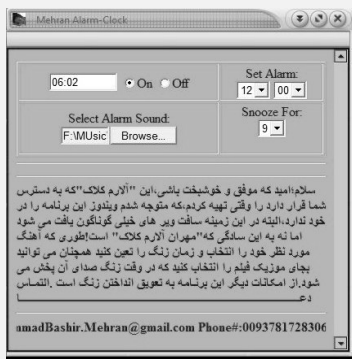 Mehran Alarm-Clock
06:02 On Off
Set Alarm:
12 00
Select Alarm Sound:
F:\MUsic Browse...
Snooze For:
9
سلام!امید که موفق و خوشبخت باشی،این "آلارم کلاک"که به دسترس
شما قرار دارد را وقتی تهیه کردم،که متوجه شدم ویندوز این برنامه را در
خود ندارد،البته در این زمینه سافت ویر های خیلی گوناگون یافت می شود
اما نه به این سادگی که"مهران آلارم کلاک" است!طوری که آهنگ
مورد نظر خود را انتخاب و زمان زنگ را تعین کنید همچنان می توانید
بجای موزیک فیلم را انتخاب کنید که در وقت زنگ صدای آن پخش می
شود.از امکانات دیگر این برنامه به تعویق انداختن زنگ است .التماس
دعـــا
madBashir.Mehran@gmail.com Phone#:0093781728306